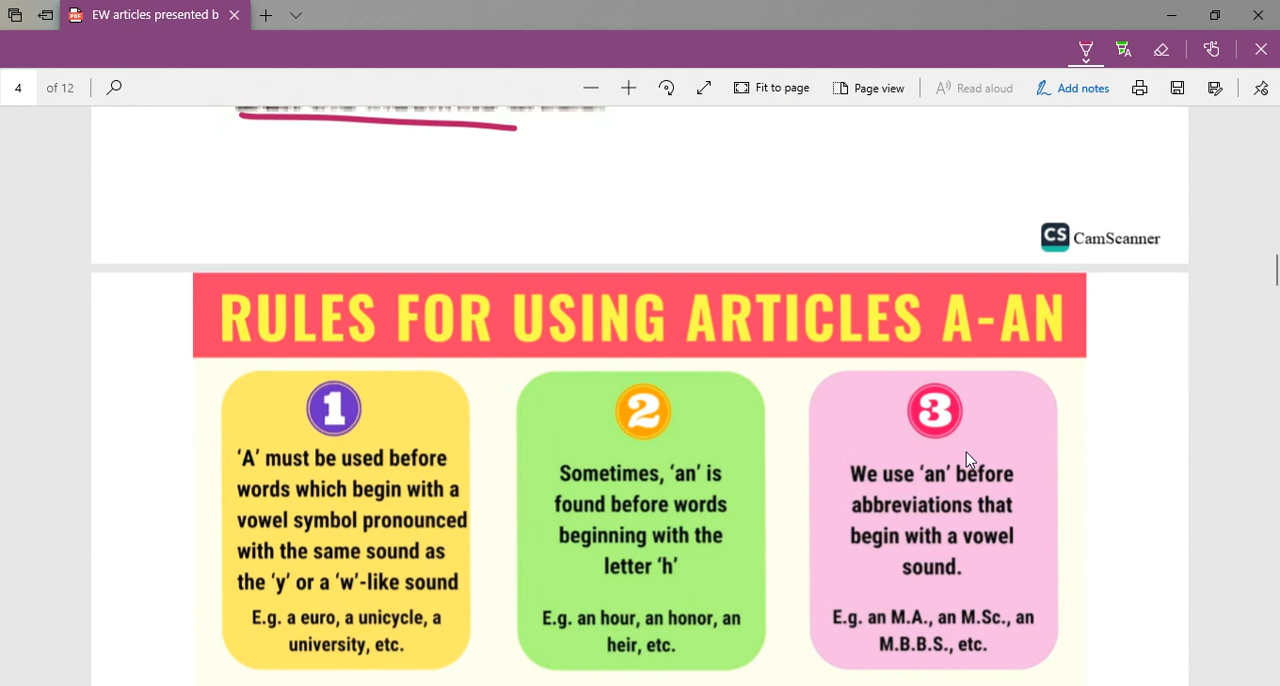 EW articles presented b
4 of 12
Fit to page
Page view
Read aloud
Add notes
CS CamScanner
RULES FOR USING ARTICLES A-AN
1
'A' must be used before
words which begin with a
vowel symbol pronounced
with the same sound as
the 'y' or a 'w'-like sound
E.g. a euro, a unicycle, a
university, etc.
2
Sometimes, 'an' is
found before words
beginning with the
letter 'h'
E.g. an hour, an honor, an
heir, etc.
3
We use 'an' before
abbreviations that
begin with a vowel
sound.
E.g. an M.A., an M.Sc., an
M.B.B.S., etc.